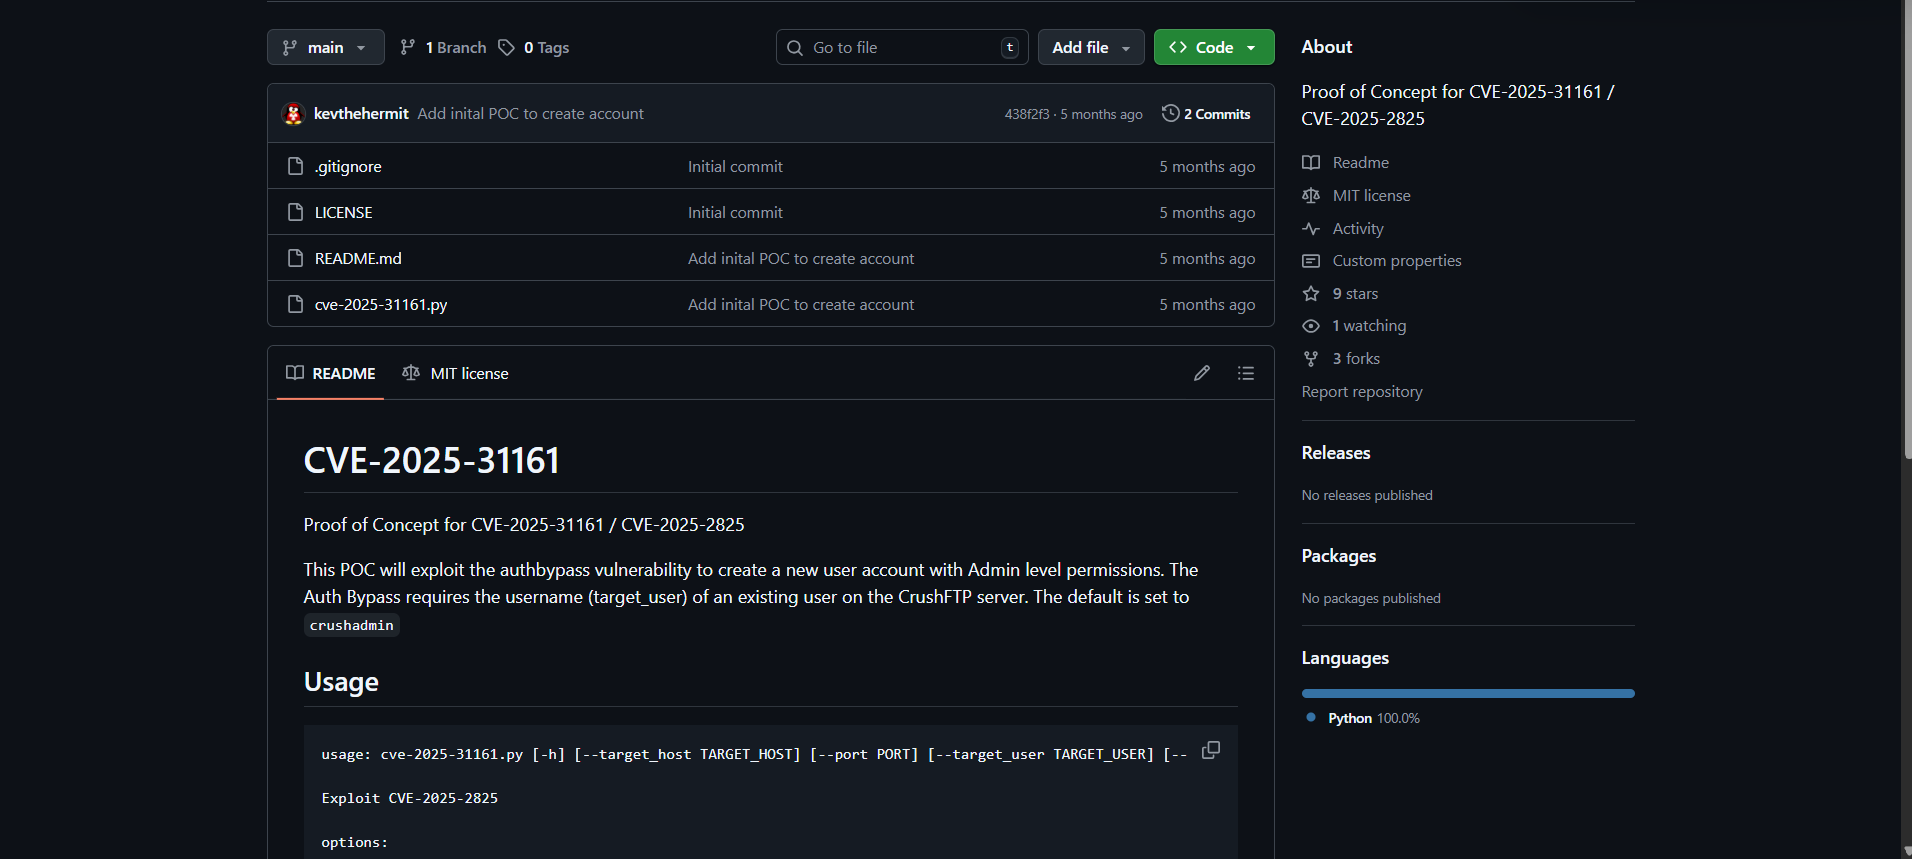 main
1 Branch
0 Tags
Go to file
t
Add file
Code
kevthehermit Add inital POC to create account
438f2f3 · 5 months ago
2 Commits
.gitignore
Initial commit
5 months ago
LICENSE
Initial commit
5 months ago
README.md
Add inital POC to create account
5 months ago
cve-2025-31161.py
Add inital POC to create account
5 months ago
README
MIT license
CVE-2025-31161
Proof of Concept for CVE-2025-31161 / CVE-2025-2825
This POC will exploit the authbypass vulnerability to create a new user account with Admin level permissions. The
Auth Bypass requires the username (target_user) of an existing user on the CrushFTP server. The default is set to
crushadmin
Usage
usage: cve-2025-31161.py [-h] [--target_host TARGET_HOST] [--port PORT] [--target_user TARGET_USER] [--
Exploit CVE-2025-2825
options:
About
Proof of Concept for CVE-2025-31161 /
CVE-2025-2825
Readme
MIT license
Activity
Custom properties
9 stars
1 watching
3 forks
Report repository
Releases
No releases published
Packages
No packages published
Languages
Python 100.0%